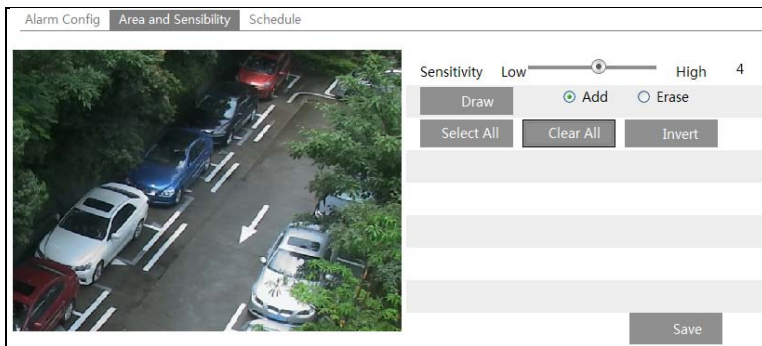 Alarm Config Area and Sensibility Schedule
Sensitivity Low High 4
Draw Add Erase
Select All Clear All Invert
Save